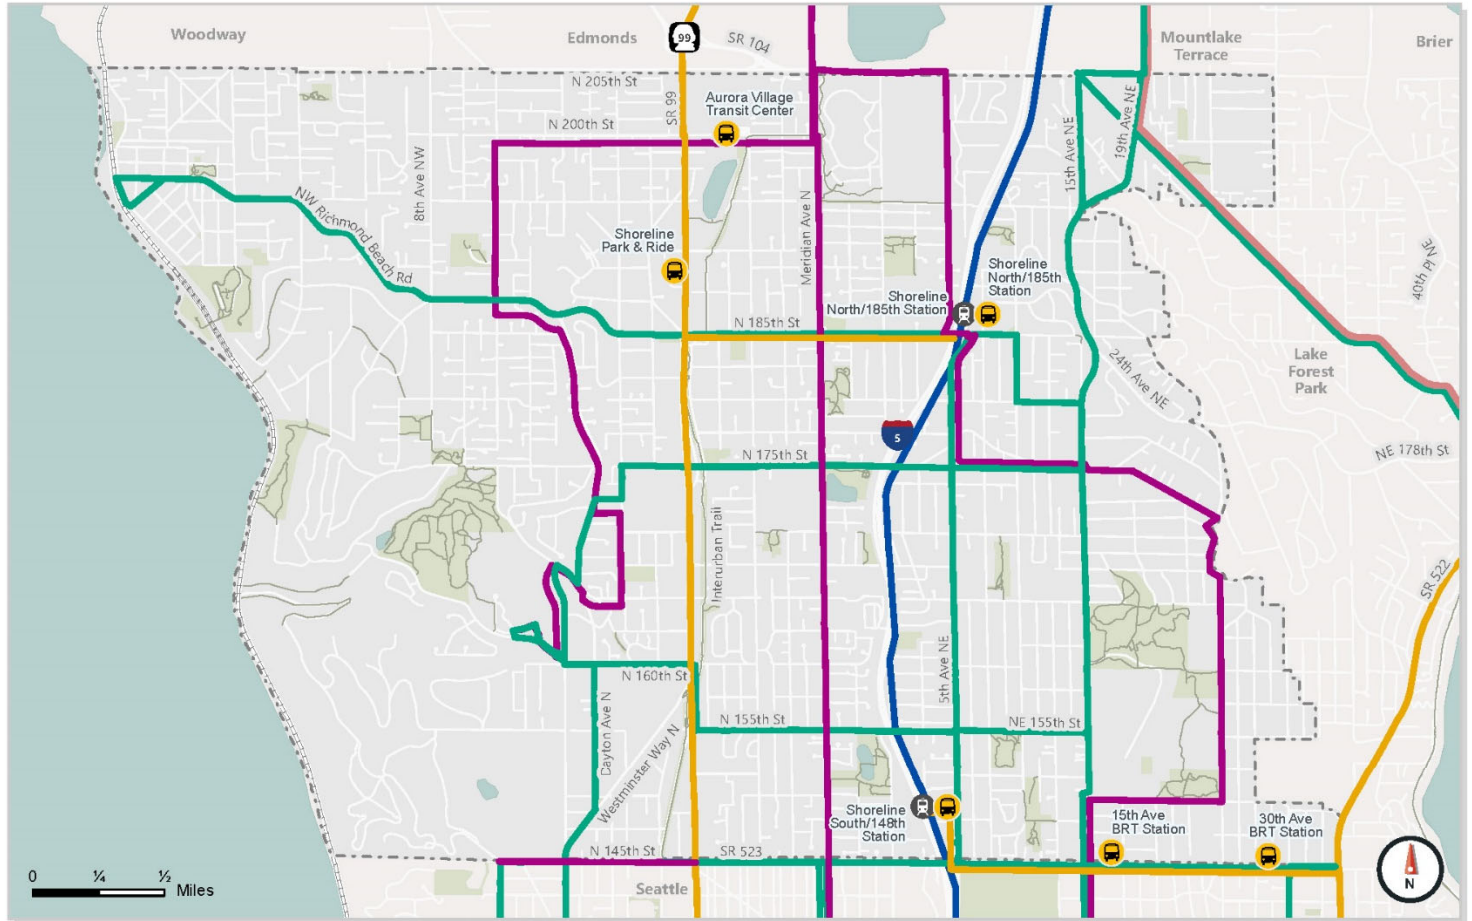 Woodway
Edmonds
99
SR 104
Mountlake
Terrace
Brier
N 205th St
SR 99
Aurora Village
Transit Center
N 200th St
8th Ave NW
15th Ave NE
19th Ave NE
NW Richmond Beach Rd
Shoreline
Park & Ride
Meridian Ave N
40th Pl NE
Shoreline
North/185th
Station
Shoreline
North/185th Station
N 185th St
Lake
Forest
Park
24th Ave NE
5
N 175th St
NE 178th St
Interurban Trail
SR 522
5th Ave NE
N 160th St
Dayton Ave N
Westminster Way N
N 155th St
NE 155th St
Shoreline
South/148th
Station
15th Ave
BRT Station
30th Ave
BRT Station
N 145th St
SR 523
Seattle
0 ¼ ½
Miles
N